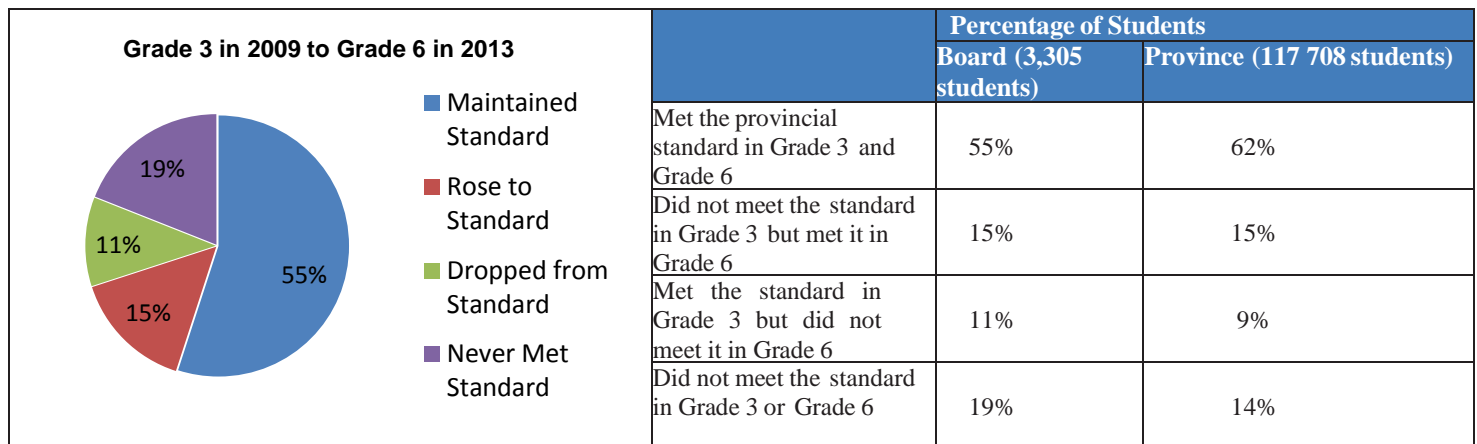 Grade 3 in 2009 to Grade 6 in 2013
19%
11%
15%
55%
Maintained
Standard
Rose to
Standard
Dropped from
Standard
Never Met
Standard
Percentage of Students
Board (3,305
students)
Province (117 708 students)
Met the provincial
standard in Grade 3 and
Grade 6
55%
62%
Did not meet the standard
in Grade 3 but met it in
Grade 6
15%
15%
Met the standard in
Grade 3 but did not
meet it in Grade 6
11%
9%
Did not meet the standard
in Grade 3 or Grade 6
19%
14%